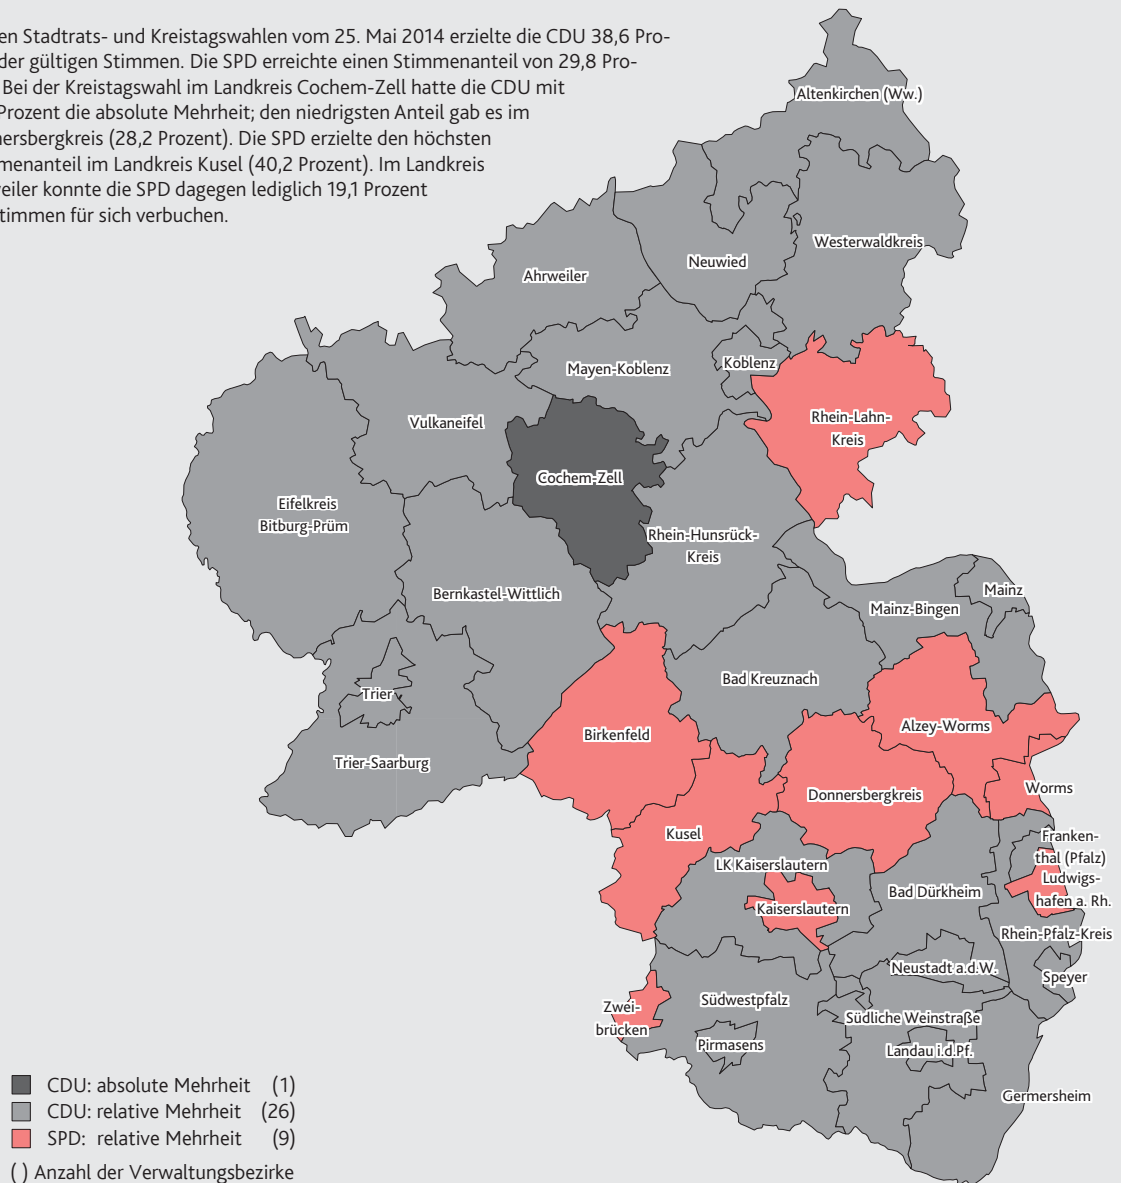 en Stadtrats- und Kreistagswahlen vom 25. Mai 2014 erzielte die CDU 38,6 Pro-
der gültigen Stimmen. Die SPD erreichte einen Stimmenanteil von 29,8 Pro-
Bei der Kreistagswahl im Landkreis Cochem-Zell hatte die CDU mit
Prozent die absolute Mehrheit; den niedrigsten Anteil gab es im
ersbergkreis (28,2 Prozent). Die SPD erzielte den höchsten
menanteil im Landkreis Kusel (40,2 Prozent). Im Landkreis
weiler konnte die SPD dagegen lediglich 19,1 Prozent
timmen für sich verbuchen.
Altenkirchen (Ww.)
Westerwaldkreis
Neuwied
Ahrweiler
Koblenz
Mayen-Koblenz
Rhein-Lahn-
Kreis
Vulkaneifel
Cochem-Zell
Eifelkreis
Bitburg-Prüm
Rhein-Hunsrück-
Kreis
Mainz
Bernkastel-Wittlich
Mainz-Bingen
Bad Kreuznach
Trier
Alzey-Worms
Birkenfeld
Trier-Saarburg
Worms
Donnersbergkreis
Kusel
Franken-
thal (Pfalz)
LK Kaiserslautern
Ludwigs-
hafen a. Rh.
Bad Dürkheim
Kaiserslautern
Rhein-Pfalz-Kreis
Neustadt a.d.W.
Speyer
Südwestpfalz
Zwei-
brücken
Südliche Weinstraße
Pirmasens
Landau i.d.Pf.
Germersheim
CDU: absolute Mehrheit (1)
CDU: relative Mehrheit (26)
SPD: relative Mehrheit (9)
( ) Anzahl der Verwaltungsbezirke